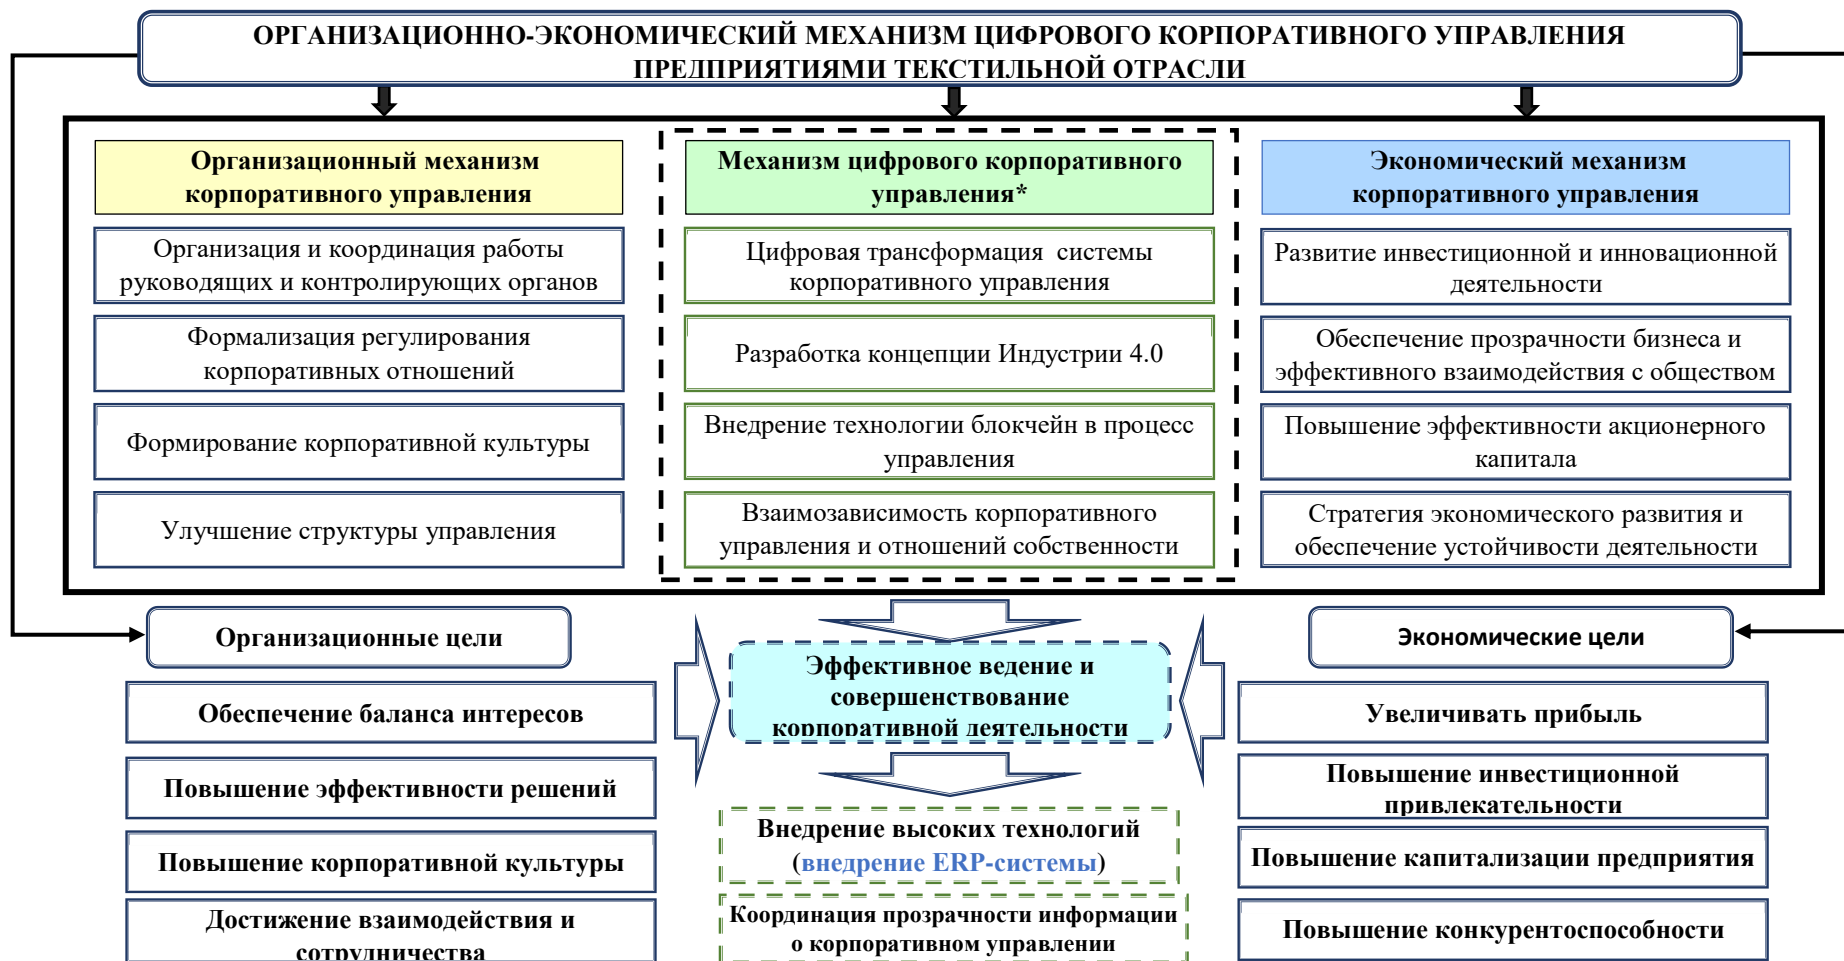 ОРГАНИЗАЦИОННО-ЭКОНОМИЧЕСКИЙ МЕХАНИЗМ ЦИФРОВОГО КОРПОРАТИВНОГО УПРАВЛЕНИЯ
ПРЕДПРИЯТИЯМИ ТЕКСТИЛЬНОЙ ОТРАСЛИ
Организационный механизм
корпоративного управления
Организация и координация работы
руководящих и контролирующих органов
Формализация регулирования
корпоративных отношений
Формирование корпоративной культуры
Улучшение структуры управления
Механизм цифрового корпоративного
управления*
Цифровая трансформация системы
корпоративного управления
Разработка концепции Индустрии 4.0
Внедрение технологии блокчейн в процесс
управления
Взаимозависимость корпоративного
управления и отношений собственности
Экономический механизм
корпоративного управления
Развитие инвестиционной и инновационной
деятельности
Обеспечение прозрачности бизнеса и
эффективного взаимодействия с обществом
Повышение эффективности акционерного
капитала
Стратегия экономического развития и
обеспечение устойчивости деятельности
Организационные цели
Обеспечение баланса интересов
Повышение эффективности решений
Повышение корпоративной культуры
Достижение взаимодействия и
сотрудничества
Эффективное ведение и
совершенствование
корпоративной деятельности
Внедрение высоких технологий
(внедрение ERP-системы)
Координация прозрачности информации
о корпоративном управлении
Экономические цели
Увеличивать прибыль
Повышение инвестиционной
привлекательности
Повышение капитализации предприятия
Повышение конкурентоспособности